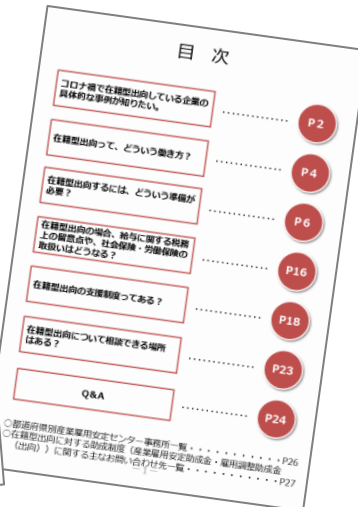 目 次
コロナ禍で在籍型出向している企業の
具体的な事例が知りたい。
P2
在籍型出向って、どういう働き方？
P4
在籍型出向するには、どういう準備が
必要？
P6
在籍型出向の場合、給与に関する税務
上の留意点や、社会保険・労働保険の
取扱いはどうなる？
P16
在籍型出向の支援制度ってある？
P18
在籍型出向について相談できる場所
はある？
P23
Q&A
P24
○都道府県別産業雇用安定センター事務所一覧・・・・・・・・・・・P26
○在籍型出向に対する助成制度（産業雇用安定助成金・雇用調整助成金
（出向））に関する主なお問い合わせ先一覧・・・・・・・・・・・P27
－1－